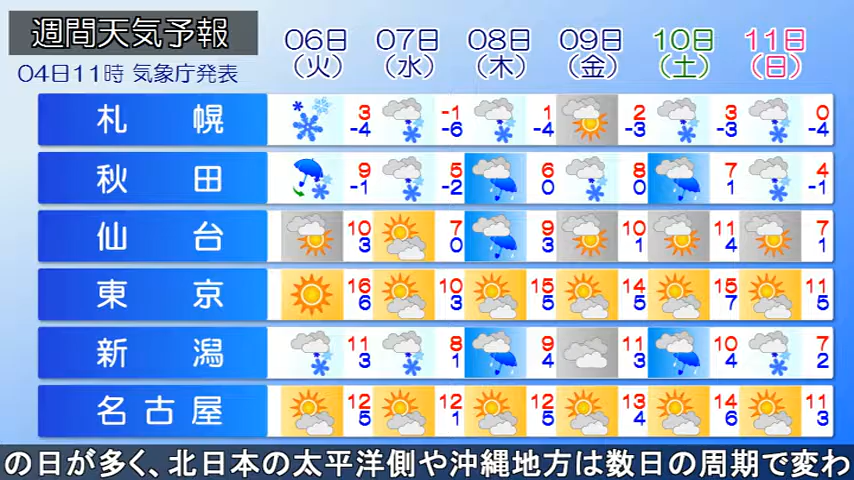 週間天気予報
04日11時 気象庁発表
06日 07日 08日 09日 10日 11日
(火) (水) (木) (金) (土) (日)
札幌 3 -4 -1 -6 1 -4 2 -3 3 -3 0 -4
秋田 9 -1 5 -2 6 0 8 0 7 1 4 -1
仙台 10 3 7 0 9 3 10 1 11 4 7 1
東京 16 6 10 3 15 5 14 5 15 7 11 5
新潟 11 3 8 1 9 4 11 3 10 4 7 2
名古屋 12 5 12 1 12 5 13 4 14 6 11 3
の日が多く、北日本の太平洋側や沖縄地方は数日の周期で変わ